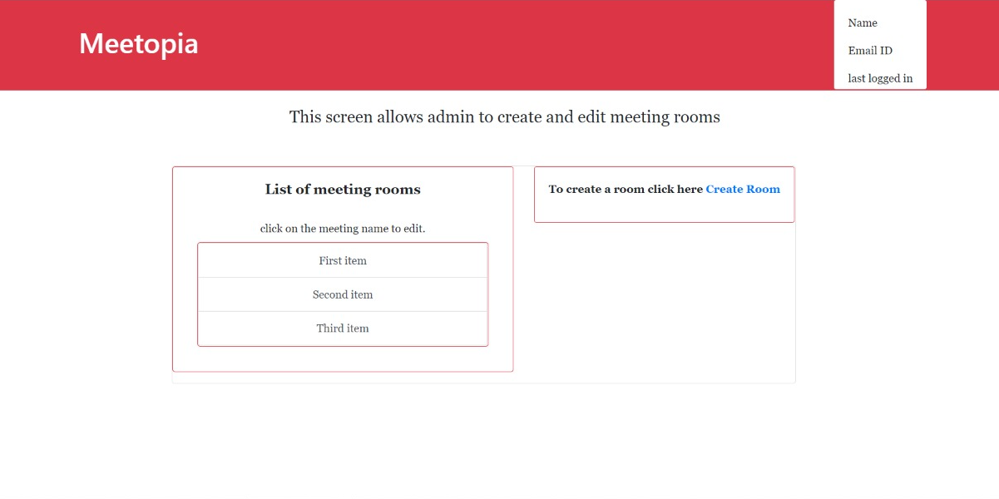 Meetopia
Name
Email ID
last logged in
This screen allows admin to create and edit meeting rooms
List of meeting rooms
click on the meeting name to edit.
First item
Second item
Third item
To create a room click here Create Room